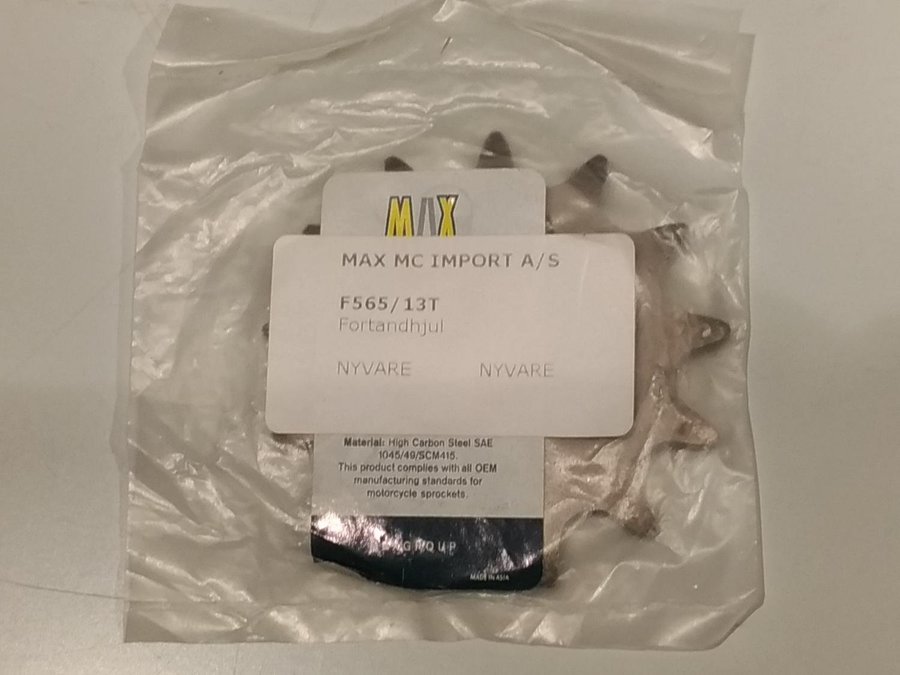 MAX
MAX MC IMPORT A/S
F565/13T
Fortandhjul
NYVARE NYVARE
Material: High Carbon Steel SAE
1045/49/SCM415.
This product complies with all OEM
manufacturing standards for
motorcycle sprockets.
GROUP
MADE IN ASIA